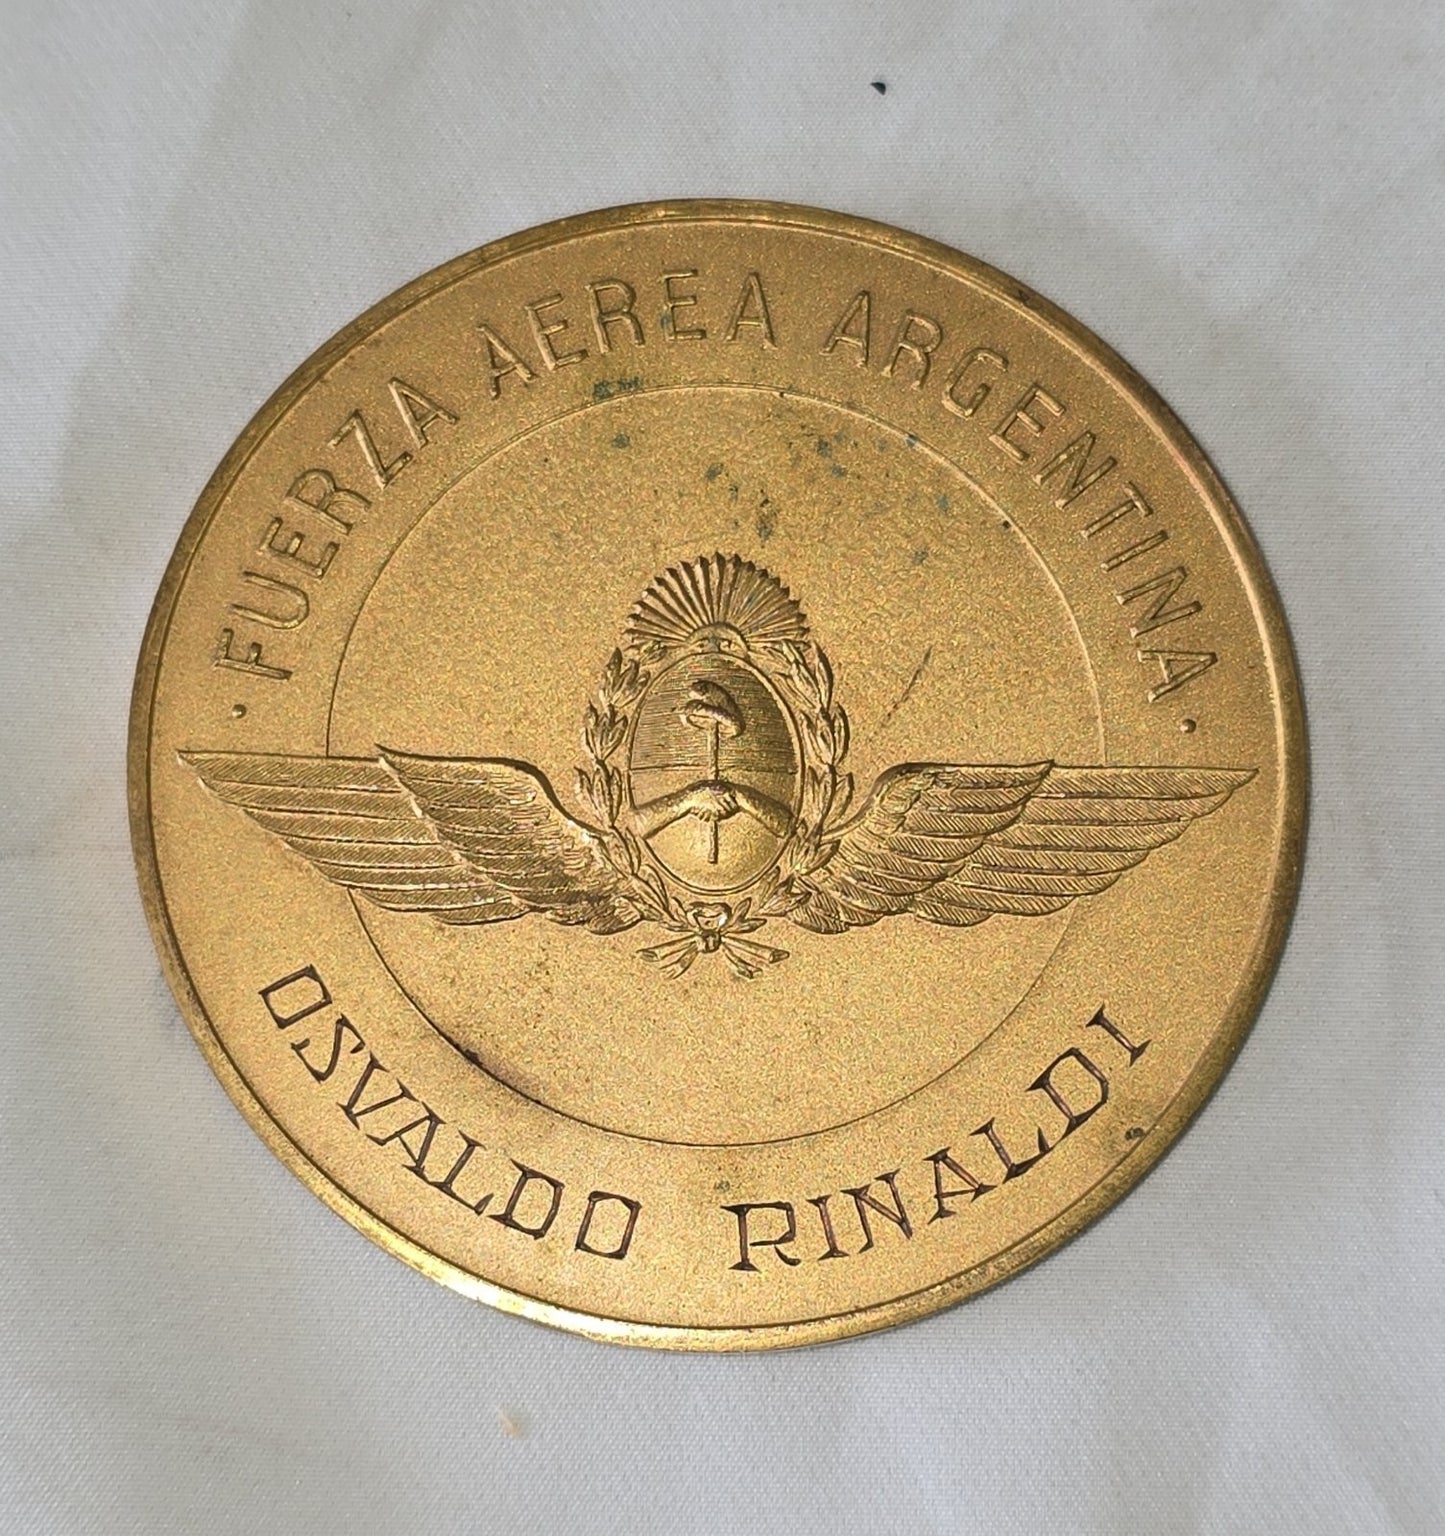 · FUERZA AEREA ARGENTINA ·
OSVALDO RINALDI